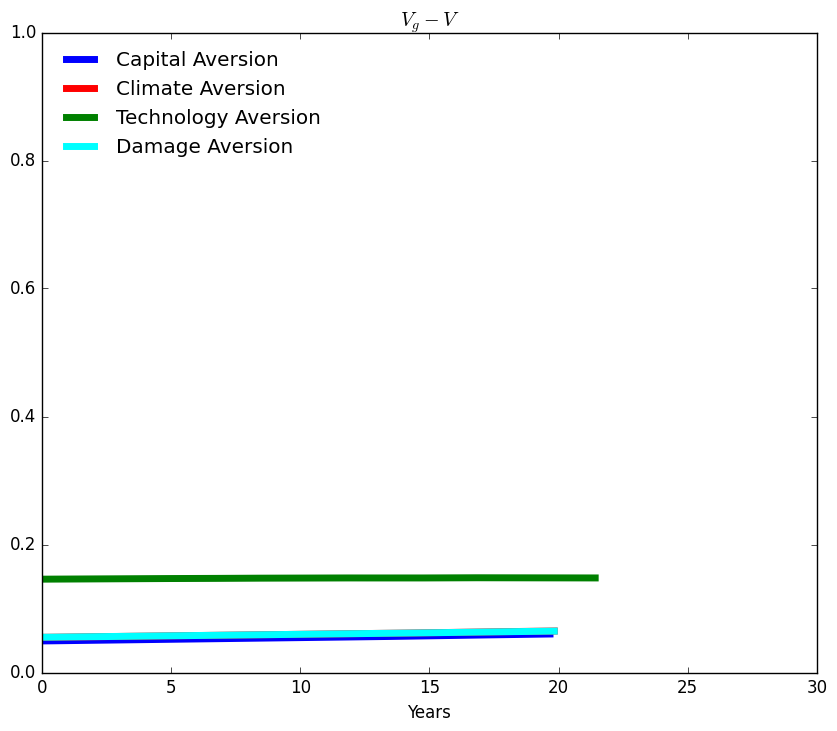 V_g − V
1.0
Capital Aversion
Climate Aversion
Technology Aversion
Damage Aversion
0.8
0.6
0.4
0.2
0.0
0 5 10 15 20 25 30
Years